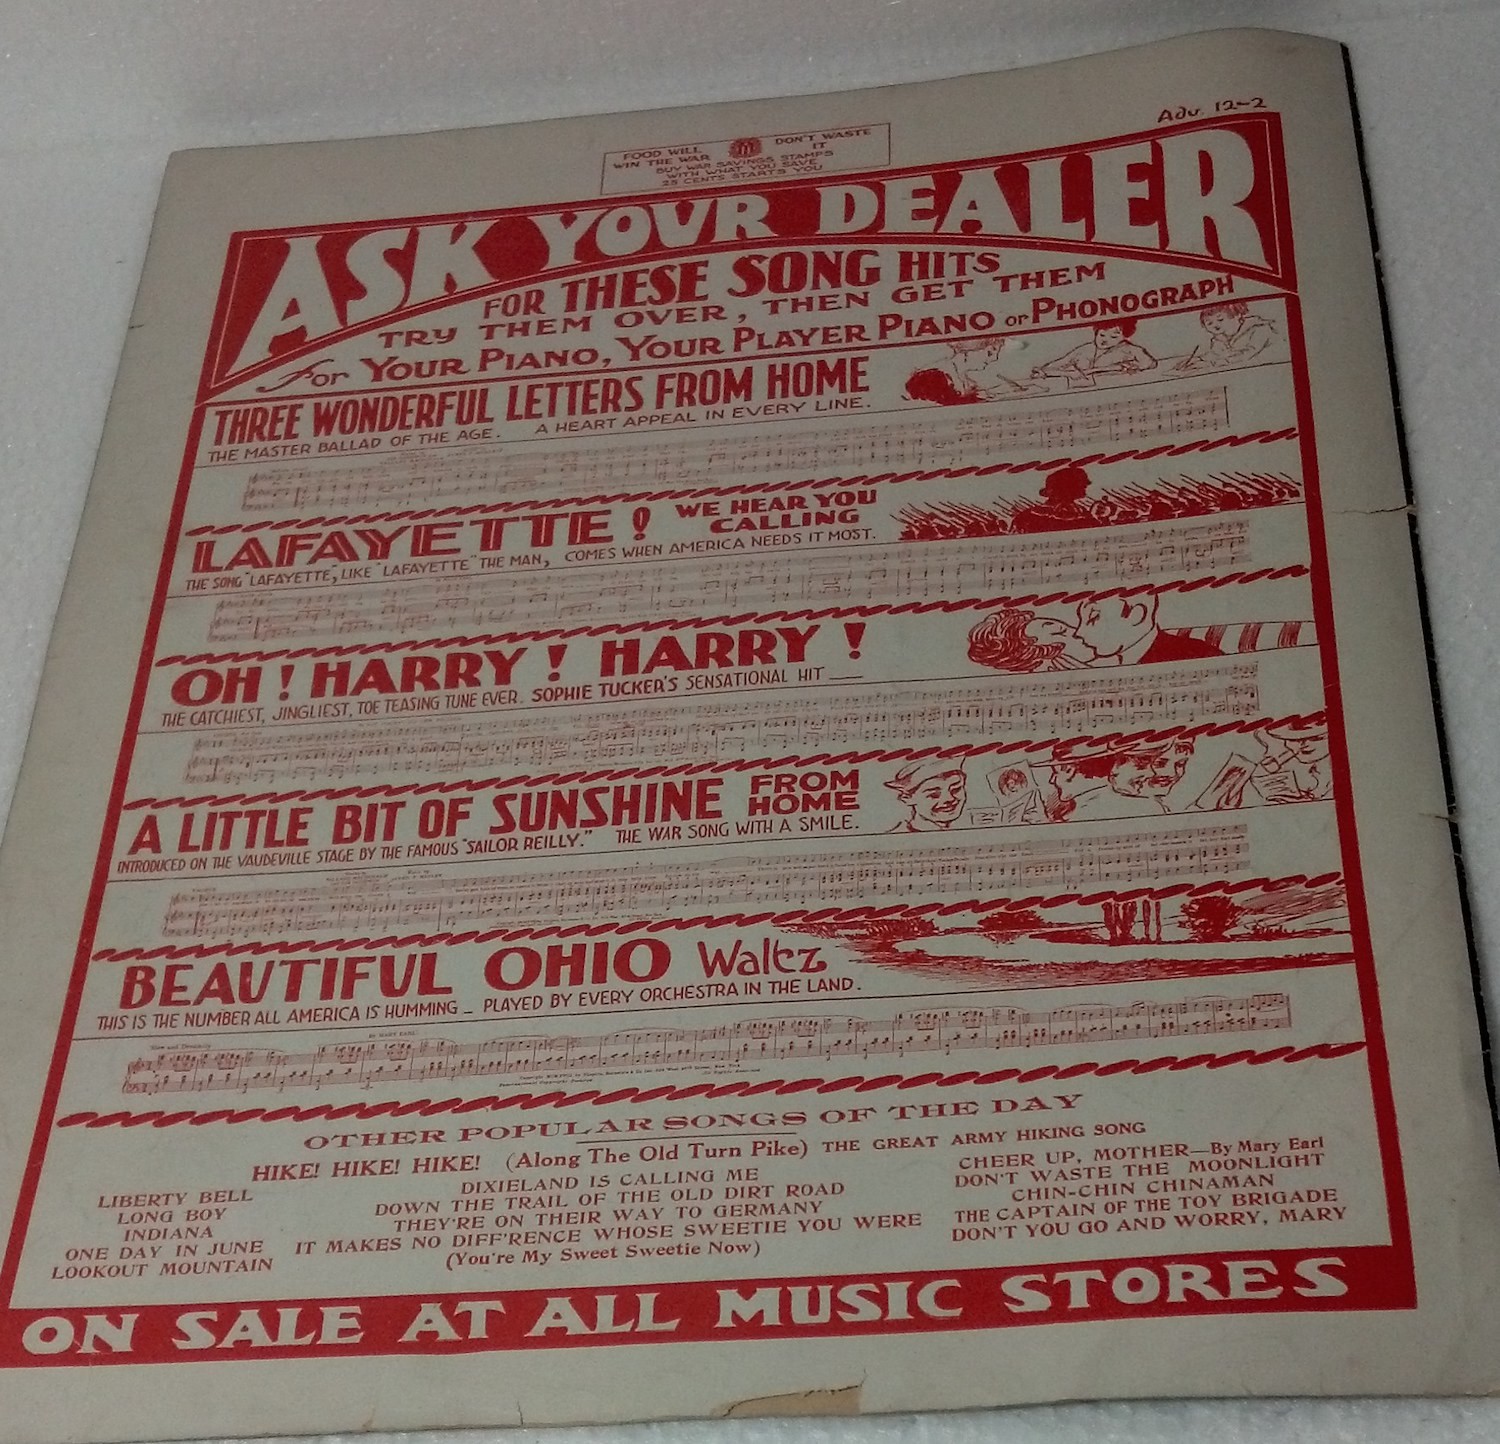 Adv. 12-2
FOOD WILL WIN THE WAR
DON'T WASTE IT
BUY WAR SAVINGS STAMPS
WITH WHAT YOU SAVE
25 CENTS STARTS YOU
ASK YOUR DEALER
FOR THESE SONG HITS
TRY THEM OVER, THEN GET THEM
for YOUR PIANO, YOUR PLAYER PIANO or PHONOGRAPH
THREE WONDERFUL LETTERS FROM HOME
THE MASTER BALLAD OF THE AGE. A HEART APPEAL IN EVERY LINE.
LAFAYETTE! WE HEAR YOU CALLING
THE SONG "LAFAYETTE", LIKE "LAFAYETTE" THE MAN, COMES WHEN AMERICA NEEDS IT MOST.
OH! HARRY! HARRY!
THE CATCHIEST, JINGLIEST, TOE TEASING TUNE EVER. SOPHIE TUCKER'S SENSATIONAL HIT
A LITTLE BIT OF SUNSHINE FROM HOME
INTRODUCED ON THE VAUDEVILLE STAGE BY THE FAMOUS "SAILOR REILLY." THE WAR SONG WITH A SMILE.
BEAUTIFUL OHIO Waltz
THIS IS THE NUMBER ALL AMERICA IS HUMMING _ PLAYED BY EVERY ORCHESTRA IN THE LAND.
BY MARY EARL
OTHER POPULAR SONGS OF THE DAY
HIKE! HIKE! HIKE! (Along The Old Turn Pike) THE GREAT ARMY HIKING SONG
LIBERTY BELL
LONG BOY
INDIANA
ONE DAY IN JUNE
LOOKOUT MOUNTAIN
DIXIELAND IS CALLING ME
DOWN THE TRAIL OF THE OLD DIRT ROAD
THEY'RE ON THEIR WAY TO GERMANY
IT MAKES NO DIFF'RENCE WHOSE SWEETIE YOU WERE
(You're My Sweet Sweetie Now)
CHEER UP, MOTHER—By Mary Earl
DON'T WASTE THE MOONLIGHT
CHIN-CHIN CHINAMAN
THE CAPTAIN OF THE TOY BRIGADE
DON'T YOU GO AND WORRY, MARY
ON SALE AT ALL MUSIC STORES